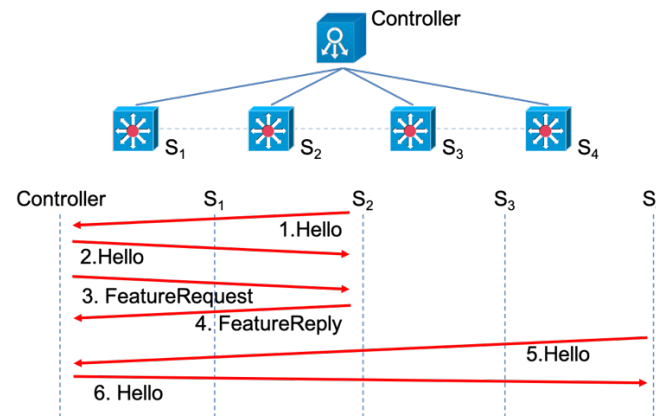 Controller
S1 S2 S3 S4
Controller S1 S2 S3 S
1.Hello
2.Hello
3. FeatureRequest
4. FeatureReply
5.Hello
6. Hello